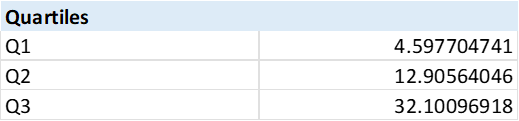 Quartiles
Q1 4.597704741
Q2 12.90564046
Q3 32.10096918